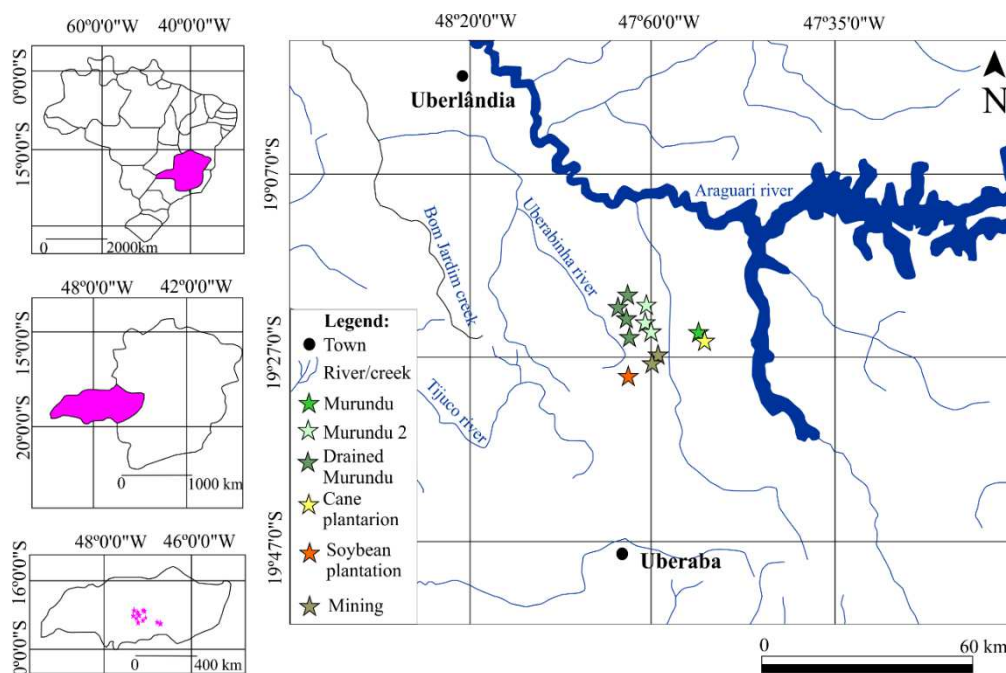 60º0'0"W 40º0'0"W
0º0'0"S
15º0'0"S
0 2000km
48º0'0"W 42º0'0"W
15º0'0"S
20º0'0"S
0 1000 km
48º0'0"W 42º0'0"W
16º0'0"S
0º0'0"S
0 400 km
48º20'0"W 47º60'0"W 47º35'0"W
19º07'0"S
19º27'0"S
19º47'0"S
N
Uberlândia
Araguari river
Uberabinha river
Bom Jardim creek
Tijuco river
Uberaba
Legend:
Town
River/creek
Murundu
Murundu 2
Drained
Murundu
Cane
plantarion
Soybean
plantation
Mining
0 60 km